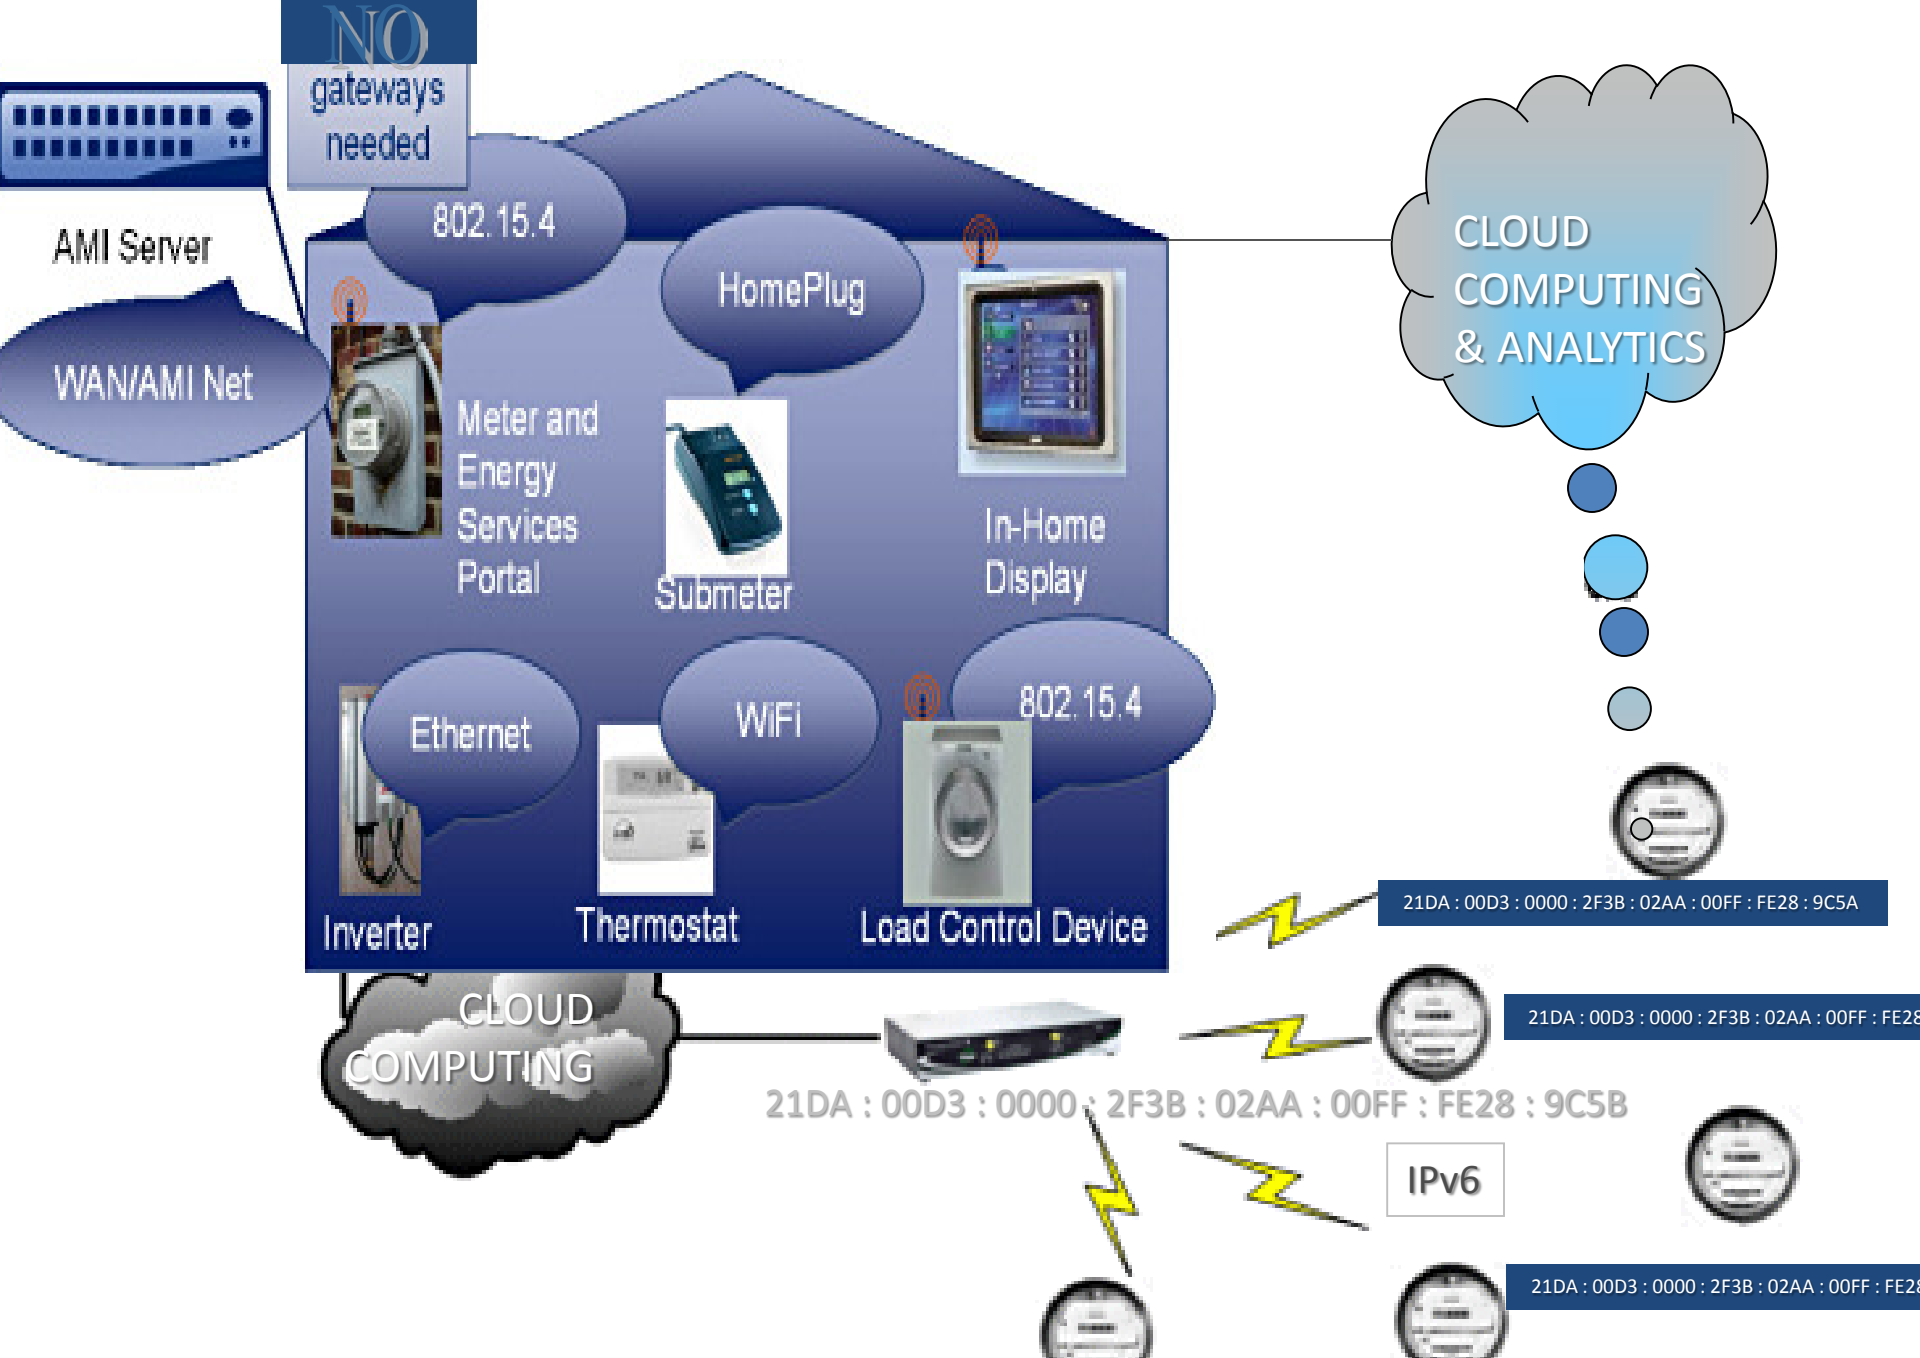 NO
gateways
needed
AMI Server
WAN/AMI Net
802.15.4
HomePlug
Meter and
Energy
Services
Portal
Submeter
In-Home
Display
Ethernet
WiFi
802.15.4
Inverter
Thermostat
Load Control Device
CLOUD
COMPUTING
& ANALYTICS
21DA : 00D3 : 0000 : 2F3B : 02AA : 00FF : FE28 : 9C5A
CLOUD
COMPUTING
21DA : 00D3 : 0000 : 2F3B : 02AA : 00FF : FE28
21DA : 00D3 : 0000 : 2F3B : 02AA : 00FF : FE28 : 9C5B
IPv6
21DA : 00D3 : 0000 : 2F3B : 02AA : 00FF : FE28